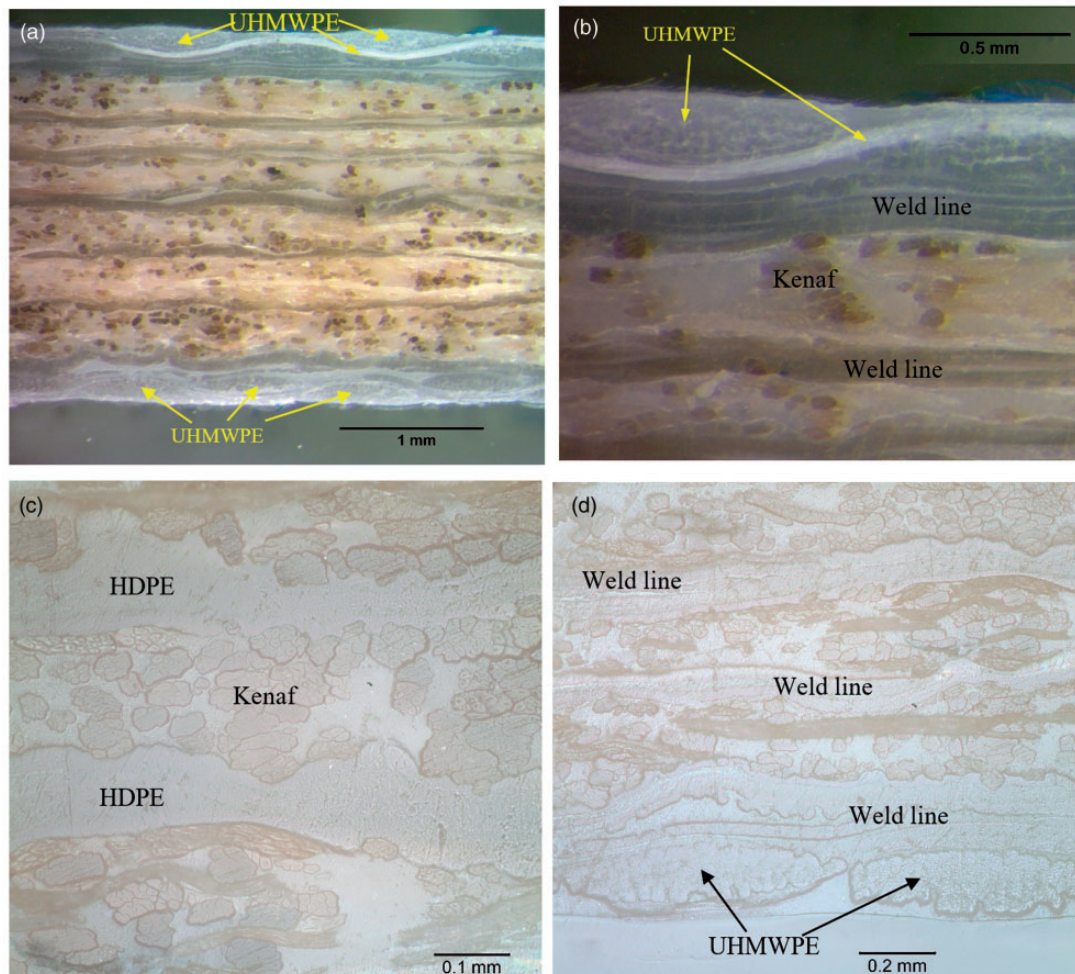 (a)
UHMWPE
UHMWPE
1 mm
(b)
UHMWPE
0.5 mm
Weld line
Kenaf
Weld line
(c)
HDPE
Kenaf
HDPE
0.1 mm
(d)
Weld line
Weld line
Weld line
UHMWPE
0.2 mm